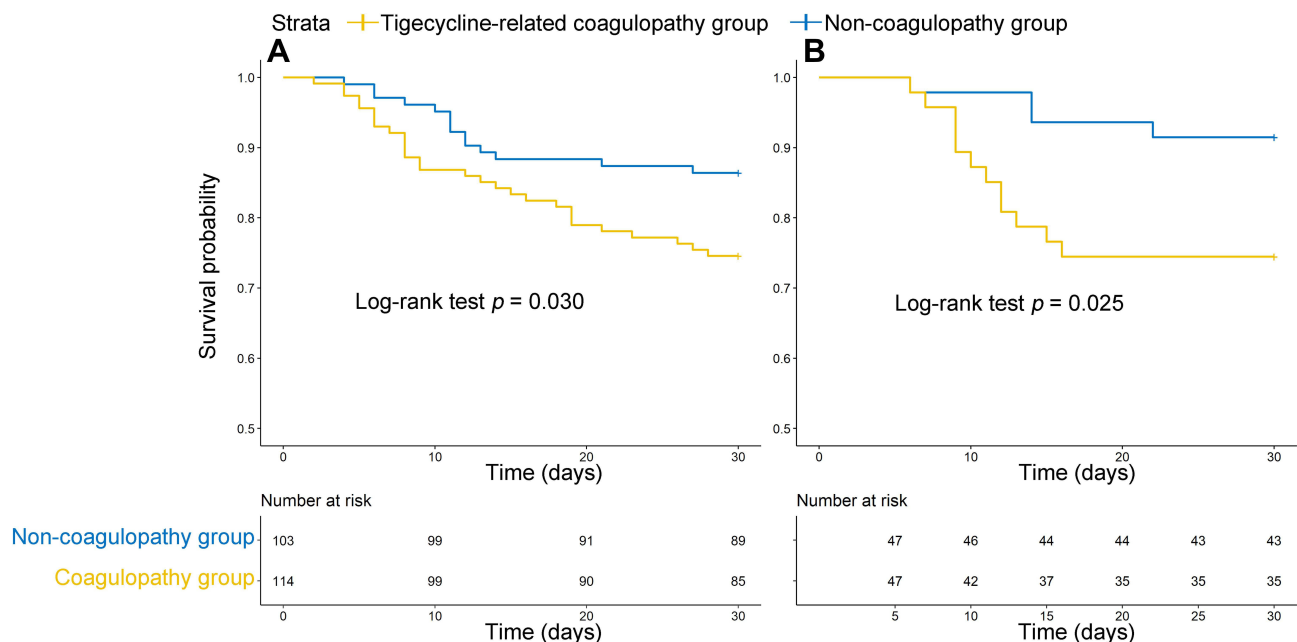 Strata Tigecycline-related coagulopathy group Non-coagulopathy group
A
B
Survival probability
1.0
0.9
0.8
0.7
0.6
0.5
Log-rank test p = 0.030
0 10 20 30
Time (days)
1.0
0.9
0.8
0.7
0.6
0.5
Log-rank test p = 0.025
0 10 20 30
Time (days)
Number at risk
Non-coagulopathy group 103 99 91 89
Coagulopathy group 114 99 90 85
0 10 20 30
Time (days)
Number at risk
47 46 44 44 43 43
47 42 37 35 35 35
5 10 15 20 25 30
Time (days)